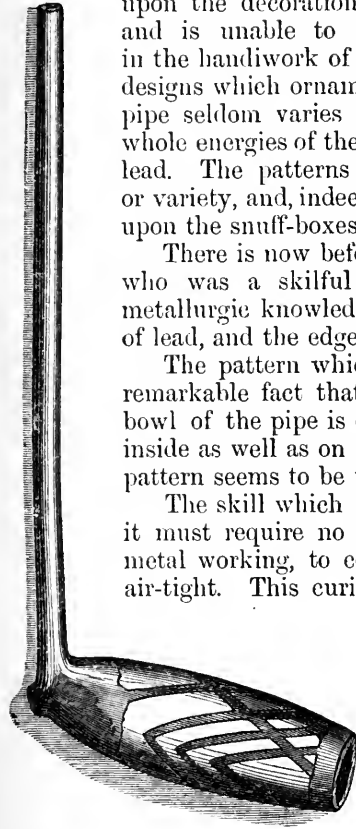 upon the decoration
and is unable to
in the handiwork of
designs which ornam
pipe seldom varies
whole energies of the
lead. The patterns
or variety, and, indee
upon the snuff-boxes
There is now bef
who was a skilful
metallurgic knowled
of lead, and the edge
The pattern whic
remarkable fact that
bowl of the pipe is
inside as well as on
pattern seems to be
The skill which
it must require no
metal working, to c
air-tight. This curi